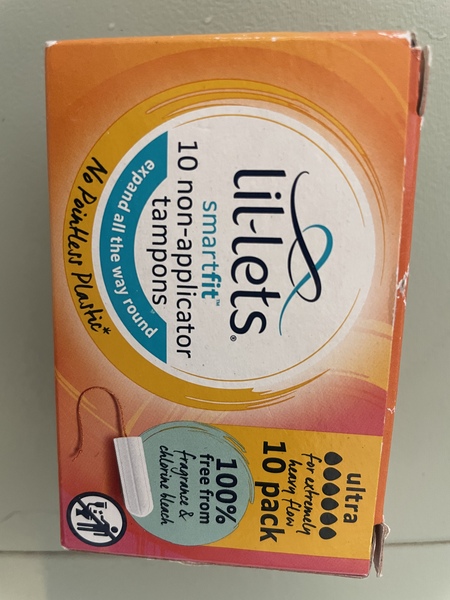 lil-lets®
smartfit™
10 non-applicator
tampons
expand all the way round
No Pointless Plastic*
ultra
for extremely
heavy flow
10 pack
100%
free from
fragrance &
chlorine bleach